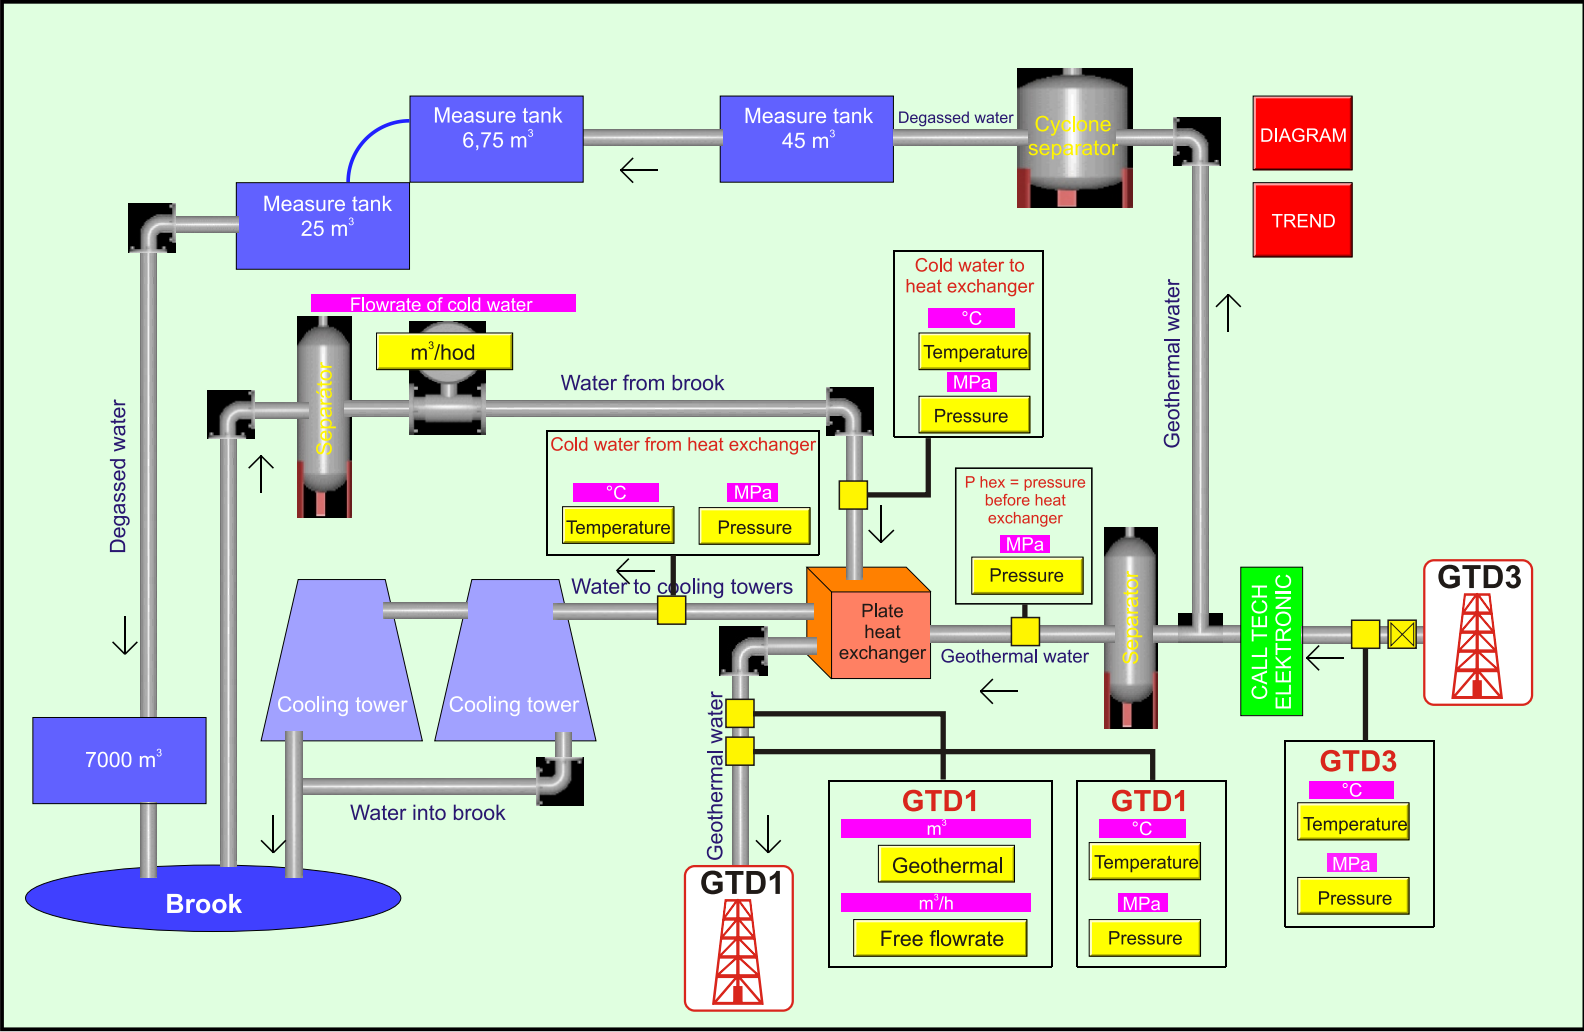 Measure tank
6,75 m³
Measure tank
45 m³
Degassed water
Cyclone
separator
DIAGRAM
Measure tank
25 m³
TREND
Cold water to
heat exchanger
°C
Temperature
MPa
Pressure
Flowrate of cold water
m³/hod
Separátor
Water from brook
Geothermal water
Degassed water
Cold water from heat exchanger
°C
MPa
Temperature
Pressure
P hex = pressure
before heat
exchanger
MPa
Pressure
Separator
Water to cooling towers
Plate
heat
exchanger
Geothermal water
CALL TECH
ELEKTRONIC
GTD3
Cooling tower
Cooling tower
Geothermal water
7000 m³
Water into brook
GTD1
m³
Geothermal
m³/h
Free flowrate
GTD1
°C
Temperature
MPa
Pressure
GTD3
°C
Temperature
MPa
Pressure
Brook
GTD1